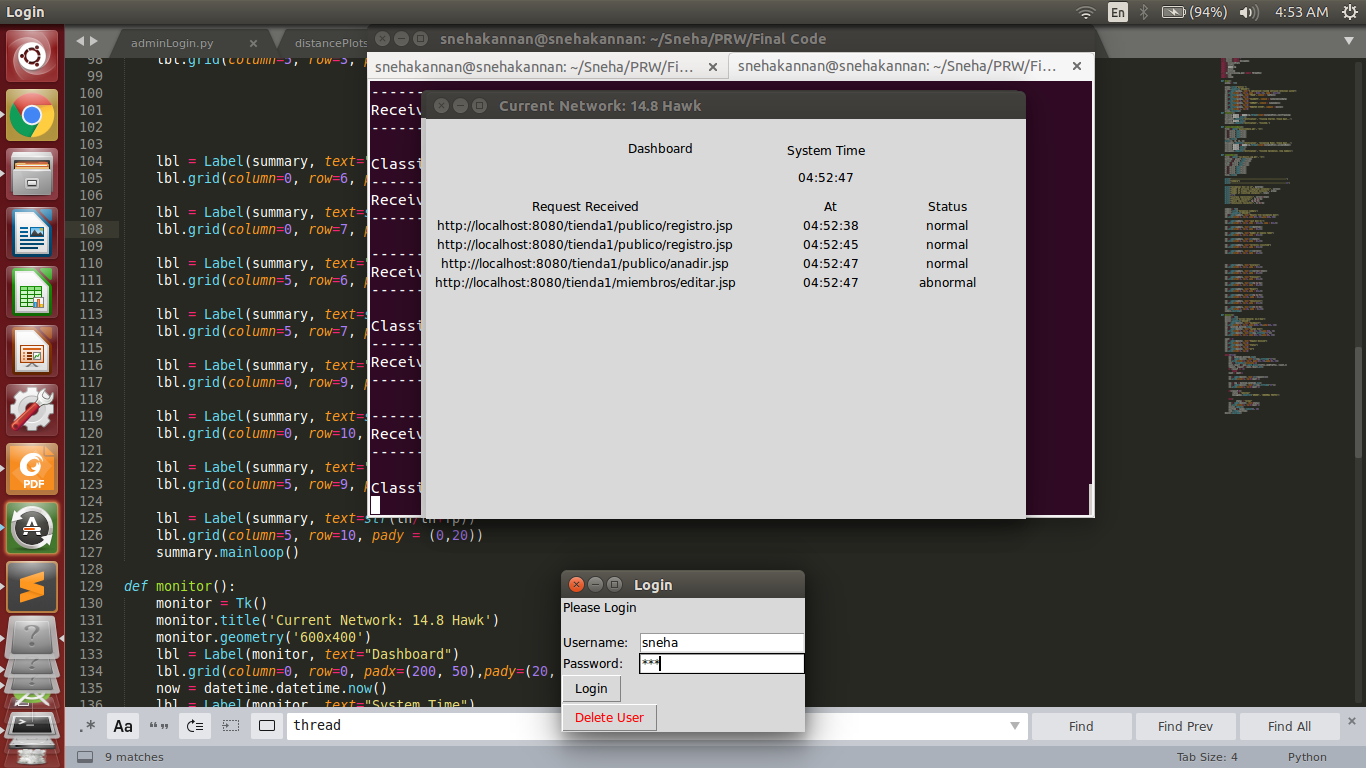 Login
En
(94%)
4:53 AM
adminLogin.py
distancePlots
snehakannan@snehakannan: ~/Sneha/PRW/Final Code
snehakannan@snehakannan: ~/Sneha/PRW/Fi...
snehakannan@snehakannan: ~/Sneha/PRW/Fi...
98 lbl.grid(column=5, row=3,
99
100
101
102
103
104 lbl = Label(summary, text=
105 lbl.grid(column=0, row=6,
106
107 lbl = Label(summary, text=
108 lbl.grid(column=0, row=7,
109
110 lbl = Label(summary, text=
111 lbl.grid(column=5, row=6,
112
113 lbl = Label(summary, text=
114 lbl.grid(column=5, row=7,
115
116 lbl = Label(summary, text=
117 lbl.grid(column=0, row=9,
118
119 lbl = Label(summary, text=
120 lbl.grid(column=0, row=10,
121
122 lbl = Label(summary, text=
123 lbl.grid(column=5, row=9,
124
125 lbl = Label(summary, text=str(
126 lbl.grid(column=5, row=10, pady = (0,20))
127 summary.mainloop()
128
129 def monitor():
130 monitor = Tk()
131 monitor.title('Current Network: 14.8 Hawk')
132 monitor.geometry('600x400')
133 lbl = Label(monitor, text="Dashboard")
134 lbl.grid(column=0, row=0, padx=(200, 50),pady=(20,
135 now = datetime.datetime.now()
136 lbl = Label(monitor, text="System Time")
------
Receiv
------
Classi
------
Receiv
------
------
Receiv
------
Classi
------
Receiv
------
------
Receiv
------
Classi
Current Network: 14.8 Hawk
Dashboard
System Time
04:52:47
Request Received At Status
http://localhost:8080/tienda1/publico/registro.jsp 04:52:38 normal
http://localhost:8080/tienda1/publico/registro.jsp 04:52:45 normal
http://localhost:8080/tienda1/publico/anadir.jsp 04:52:47 normal
http://localhost:8080/tienda1/miembros/editar.jsp 04:52:47 abnormal
Login
Please Login
Username: sneha
Password: ***
Login
Delete User
PDF
.* Aa “” thread Find Find Prev Find All
9 matches Tab Size: 4 Python